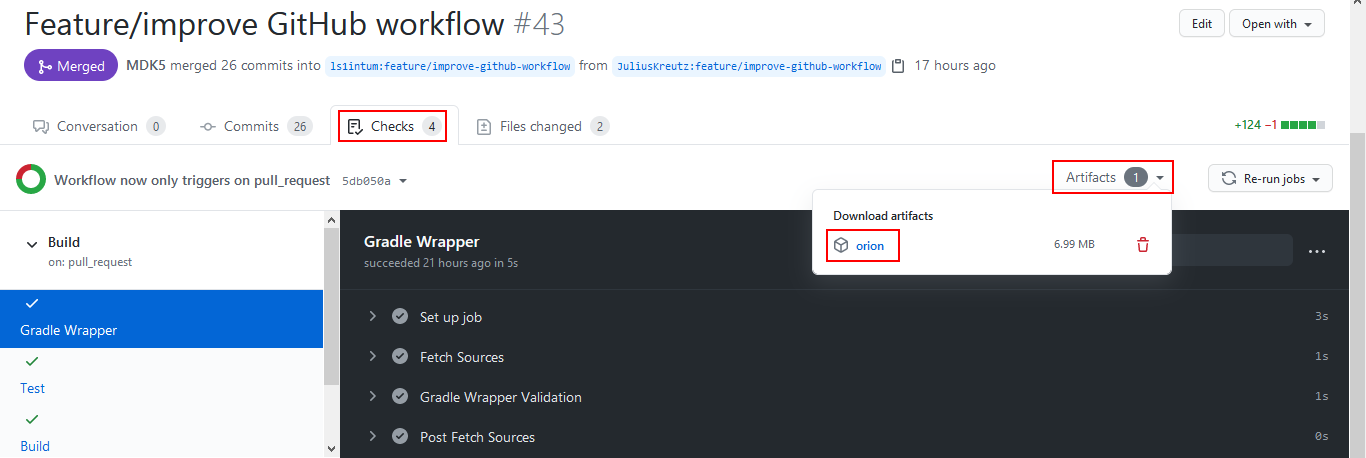 Feature/improve GitHub workflow #43
Edit
Open with
Merged
MDK5 merged 26 commits into ls1intum:feature/improve-github-workflow from JuliusKreutz:feature/improve-github-workflow 17 hours ago
Conversation 0
Commits 26
Checks 4
Files changed 2
+124 −1
Workflow now only triggers on pull_request 5db050a
Artifacts 1
Re-run jobs
Download artifacts
orion
6.99 MB
Build
on: pull_request
Gradle Wrapper
Test
Build
Gradle Wrapper
succeeded 21 hours ago in 5s
Set up job 3s
Fetch Sources 1s
Gradle Wrapper Validation 1s
Post Fetch Sources 0s